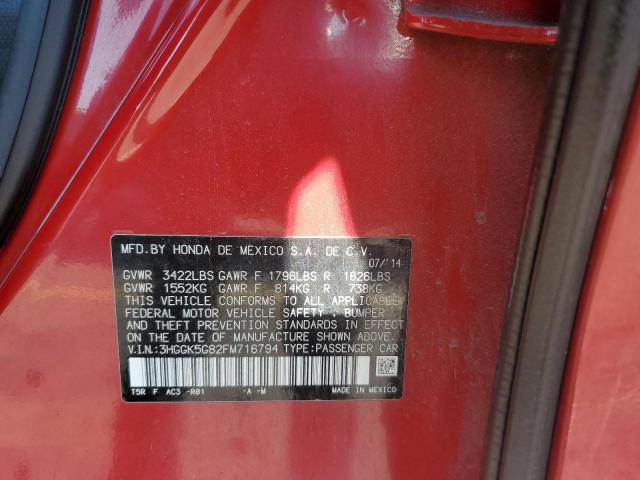 MFD.BY HONDA DE MEXICO S.A. DE C.V.
07/'14
GVWR 3422LBS GAWR F 1796LBS R 1626LBS
GVWR 1552KG GAWR F 814KG R 738KG
THIS VEHICLE CONFORMS TO ALL APPLICABLE
FEDERAL MOTOR VEHICLE SAFETY : BUMPER
AND THEFT PREVENTION STANDARDS IN EFFECT
ON THE DATE OF MANUFACTURE SHOWN ABOVE.
V.I.N.:3HGGK5G82FM716794 TYPE:PASSENGER CAR
T5R F AC3 -R81 -A -M MADE IN MEXICO